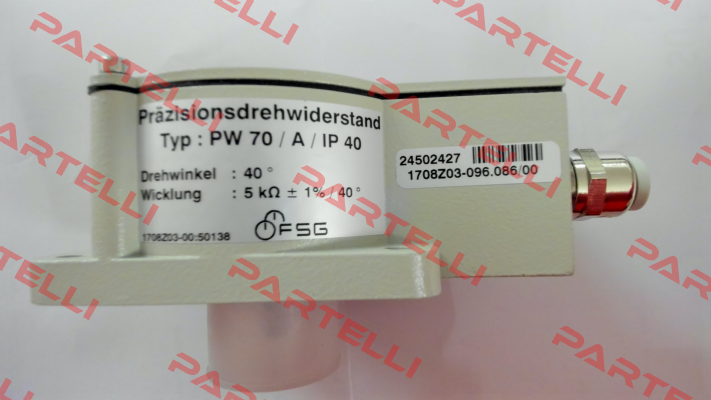 PARTELLI
PARTELLI
PARTELLI
Präzisionsdrehwiderstand
Typ : PW 70 / A / IP 40
Drehwinkel : 40°
Wicklung : 5 kΩ ± 1% / 40°
FSG
1708Z03-00:50138
24502427
1708Z03-096.086/00
PARTELLI
PARTELLI
PARTELLI
PARTELLI